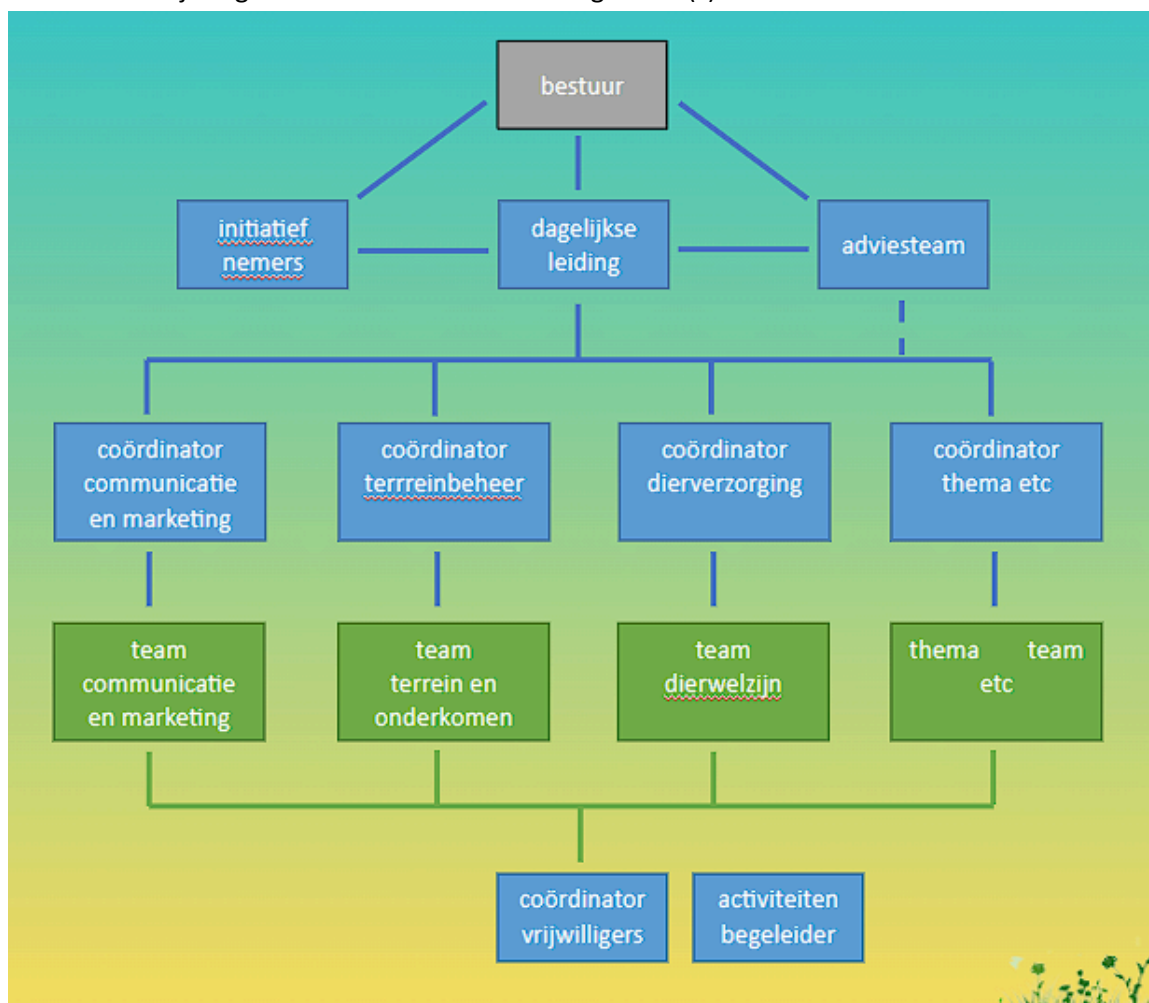 bestuur
initiatief
nemers
dagelijkse
leiding
adviesteam
coördinator
communicatie
en marketing
coördinator
terrreinbeheer
coördinator
dierverzorging
coördinator
thema etc
team
communicatie
en marketing
team
terrein en
onderkomen
team
dierwelzijn
thema team
etc
coördinator
vrijwilligers
activiteiten
begeleider